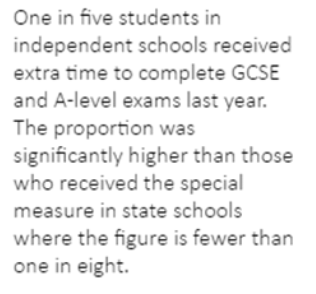 One in five students in
independent schools received
extra time to complete GCSE
and A-level exams last year.
The proportion was
significantly higher than those
who received the special
measure in state schools
where the figure is fewer than
one in eight.